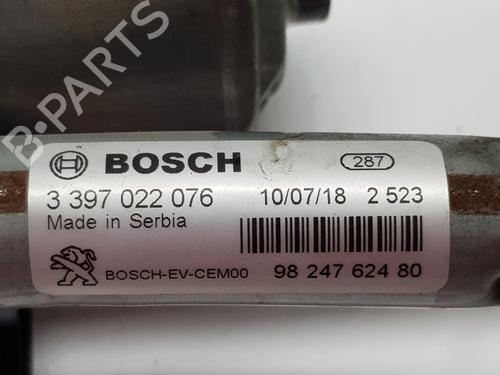 B-PARTS
BOSCH 287
3 397 022 076 10/07/18 2 523
Made in Serbia
BOSCH-EV-CEM00 98 247 624 80